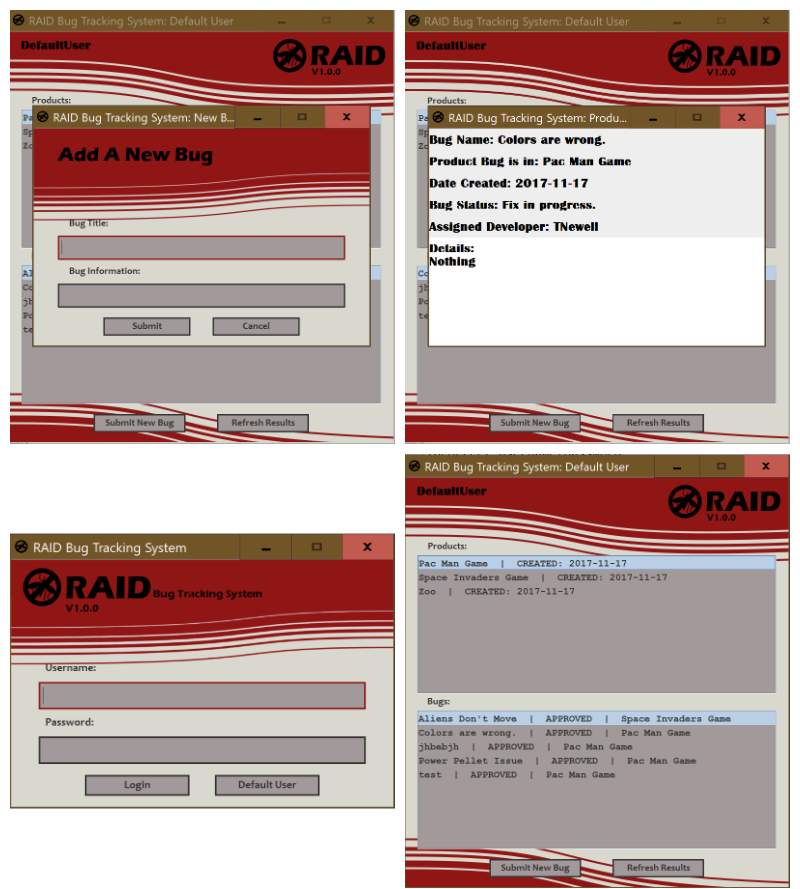 RAID Bug Tracking System: Default User
DefaultUser
RAID
V1.0.0
Products:
Pa
Sp
Zo
RAID Bug Tracking System: New B...
Add A New Bug
Bug Title:
Bug Information:
Submit Cancel
Al
Co
jh
Po
te
Submit New Bug Refresh Results
RAID Bug Tracking System: Default User
DefaultUser
RAID
V1.0.0
Products:
Pa
Sp
Zo
RAID Bug Tracking System: Produ...
Bug Name: Colors are wrong.
Product Bug is in: Pac Man Game
Date Created: 2017-11-17
Bug Status: Fix in progress.
Assigned Developer: TNewell
Details:
Nothing
Co
jh
Po
te
Submit New Bug Refresh Results
RAID Bug Tracking System
RAID Bug Tracking System
V1.0.0
Username:
Password:
Login Default User
RAID Bug Tracking System: Default User
DefaultUser
RAID
V1.0.0
Products:
Pac Man Game | CREATED: 2017-11-17
Space Invaders Game | CREATED: 2017-11-17
Zoo | CREATED: 2017-11-17
Bugs:
Aliens Don't Move | APPROVED | Space Invaders Game
Colors are wrong. | APPROVED | Pac Man Game
jhbebjh | APPROVED | Pac Man Game
Power Pellet Issue | APPROVED | Pac Man Game
test | APPROVED | Pac Man Game
Submit New Bug Refresh Results